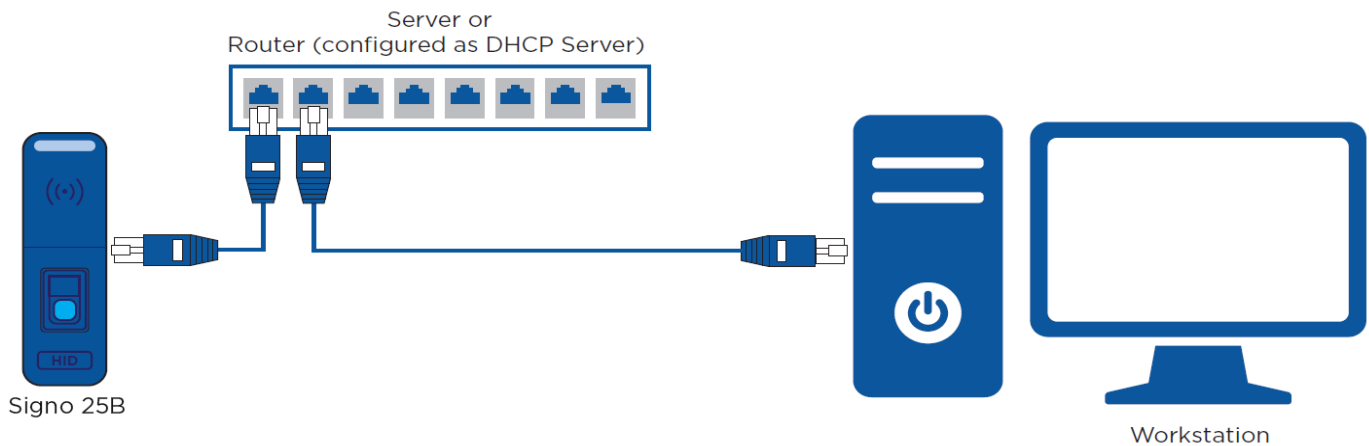 Server or
Router (configured as DHCP Server)
HID
Signo 25B
Workstation